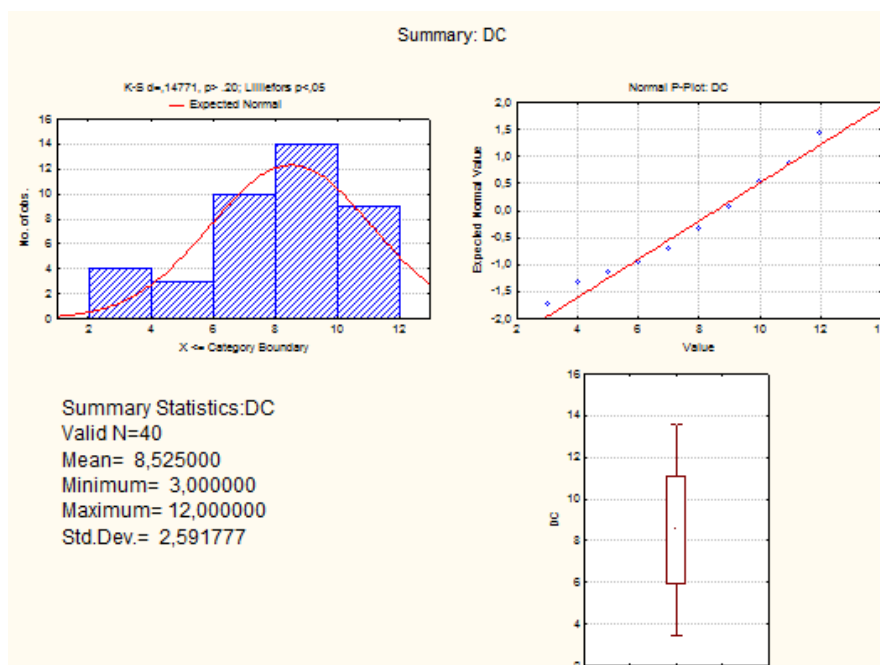 Summary: DC
K-S d=,14771, p> .20; Lilliefors p<,05
Expected Normal
16
14
12
10
8
6
4
2
0
2 4 6 8 10 12
No. of obs.
X <= Category Boundary
Normal P-Plot: DC
2,0
1,5
1,0
0,5
0,0
-0,5
-1,0
-1,5
-2,0
2 4 6 8 10 12
Expected Normal Value
Value
Summary Statistics:DC
Valid N=40
Mean= 8,525000
Minimum= 3,000000
Maximum= 12,000000
Std.Dev.= 2,591777
16
14
12
10
8
6
4
DC